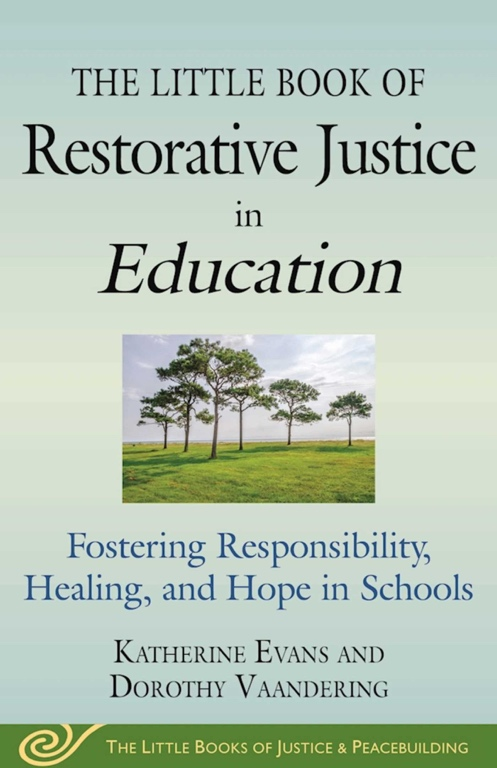 THE LITTLE BOOK OF
Restorative Justice
in
Education
Fostering Responsibility,
Healing, and Hope in Schools
KATHERINE EVANS AND
DOROTHY VAANDERING
THE LITTLE BOOKS OF JUSTICE & PEACEBUILDING